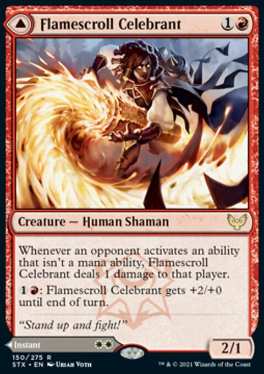 Flamescroll Celebrant 1
Creature — Human Shaman
Whenever an opponent activates an ability
that isn't a mana ability, Flamescroll
Celebrant deals 1 damage to that player.
1 : Flamescroll Celebrant gets +2/+0
until end of turn.
"Stand up and fight!"
Instant
2/1
150/275 R
STX • EN URIAH VOTH
™ & © 2021 Wizards of the Coast